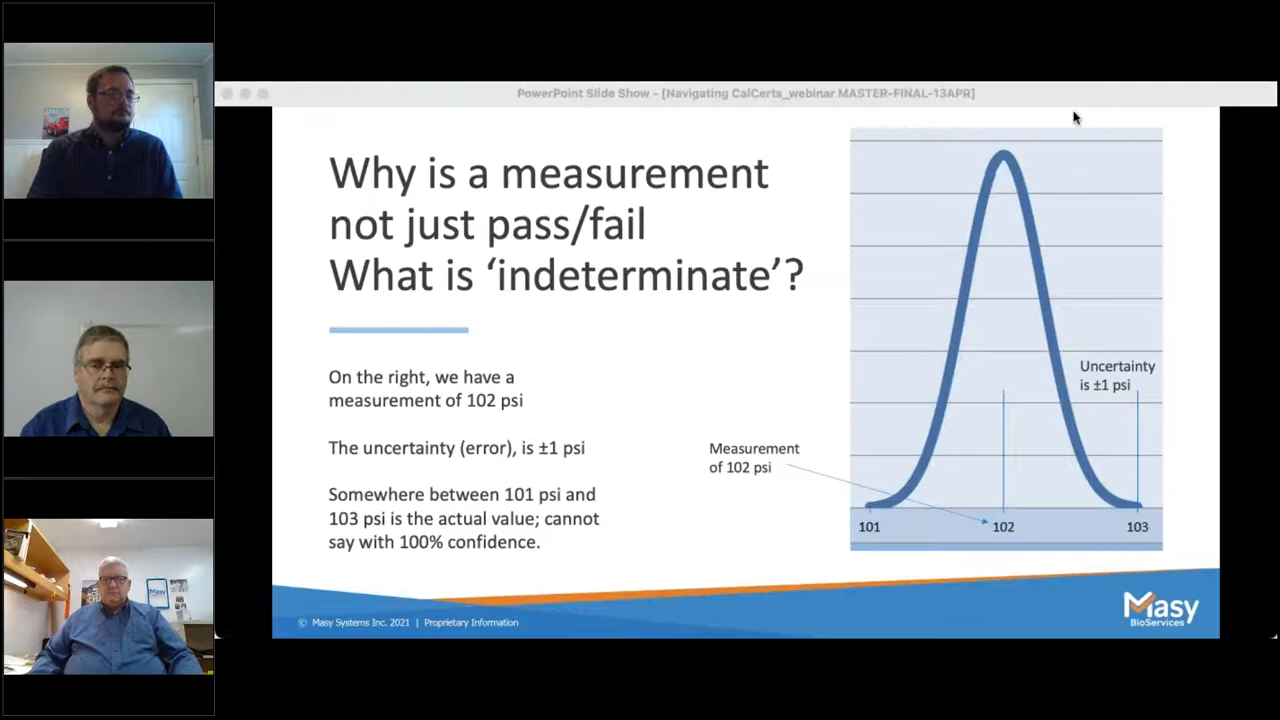 PowerPoint Slide Show - [Navigating CalCerts_webinar MASTER-FINAL-13APR]
Why is a measurement
not just pass/fail
What is ‘indeterminate’?
On the right, we have a
measurement of 102 psi
The uncertainty (error), is ±1 psi
Somewhere between 101 psi and
103 psi is the actual value; cannot
say with 100% confidence.
Measurement
of 102 psi
Uncertainty
is ±1 psi
101
102
103
© Masy Systems Inc. 2021 | Proprietary Information
Masy
BioServices
Masy